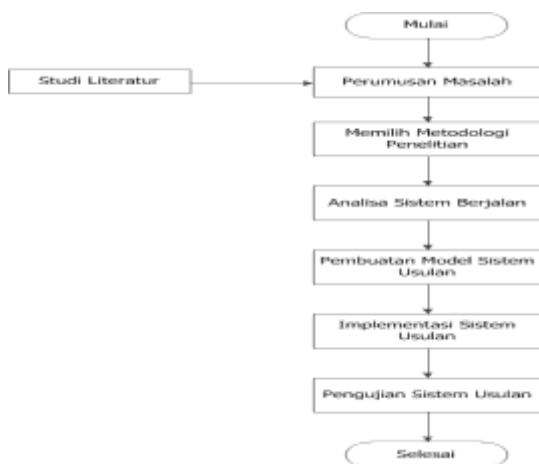 Mulai
Studi Literatur
Perumusan Masalah
Memilih Metodologi
Penelitian
Analisa Sistem Berjalan
Pembuatan Model Sistem
Usulan
Implementasi Sistem
Usulan
Pengujian Sistem Usulan
Selesai